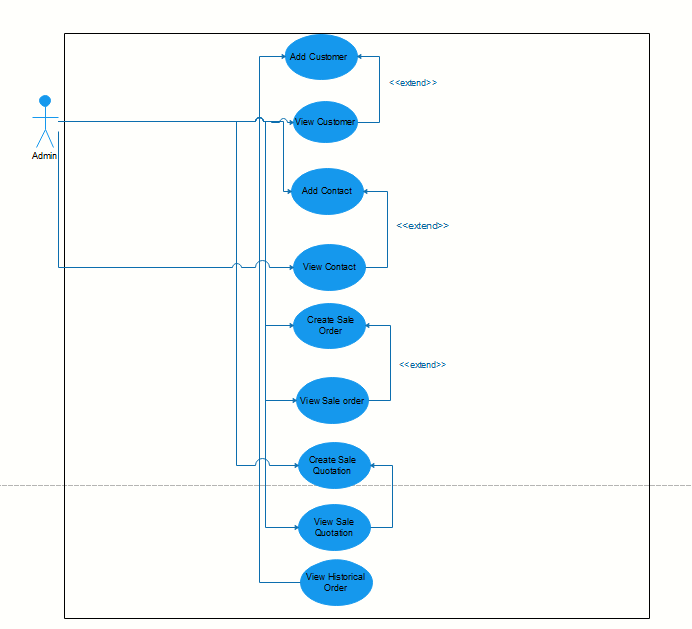 Add Customer
<<extend>>
View Customer
Admin
Add Contact
<<extend>>
View Contact
Create Sale
Order
<<extend>>
View Sale order
Create Sale
Quotation
View Sale
Quotation
View Historical
Order